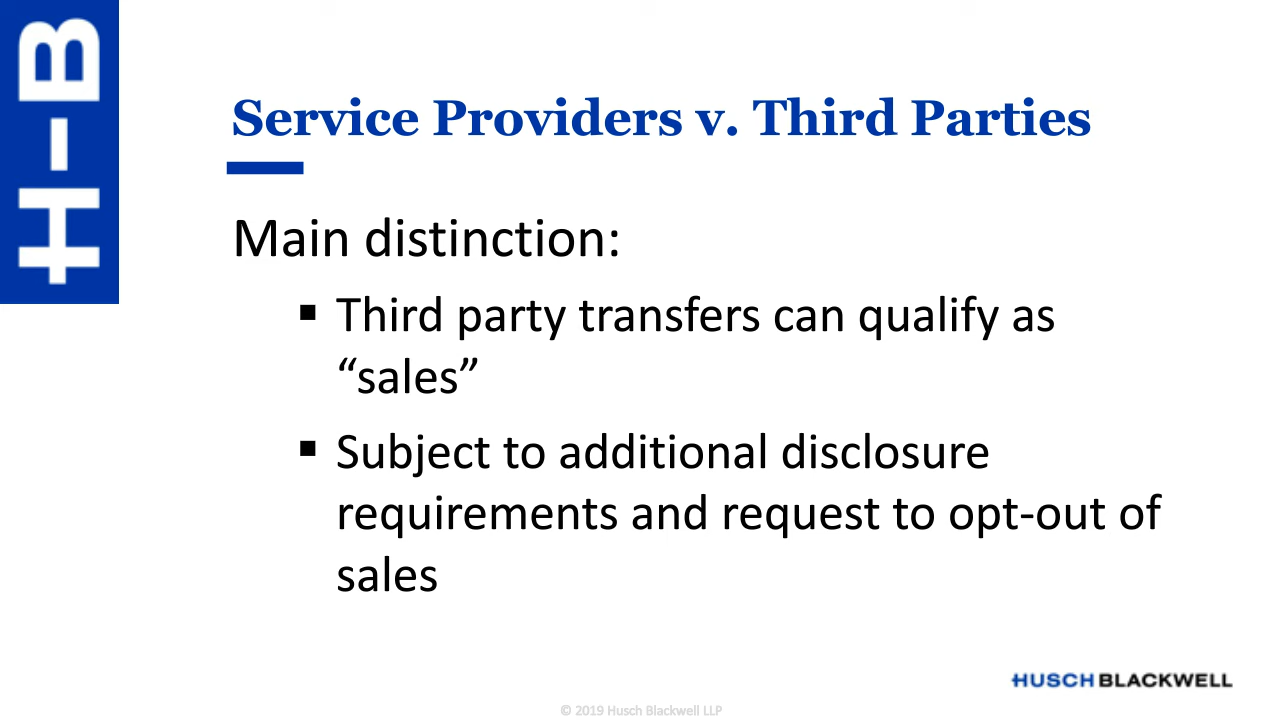 H-B
Service Providers v. Third Parties
Main distinction:
▪ Third party transfers can qualify as
“sales”
▪ Subject to additional disclosure
requirements and request to opt-out of
sales
HUSCH BLACKWELL
© 2019 Husch Blackwell LLP